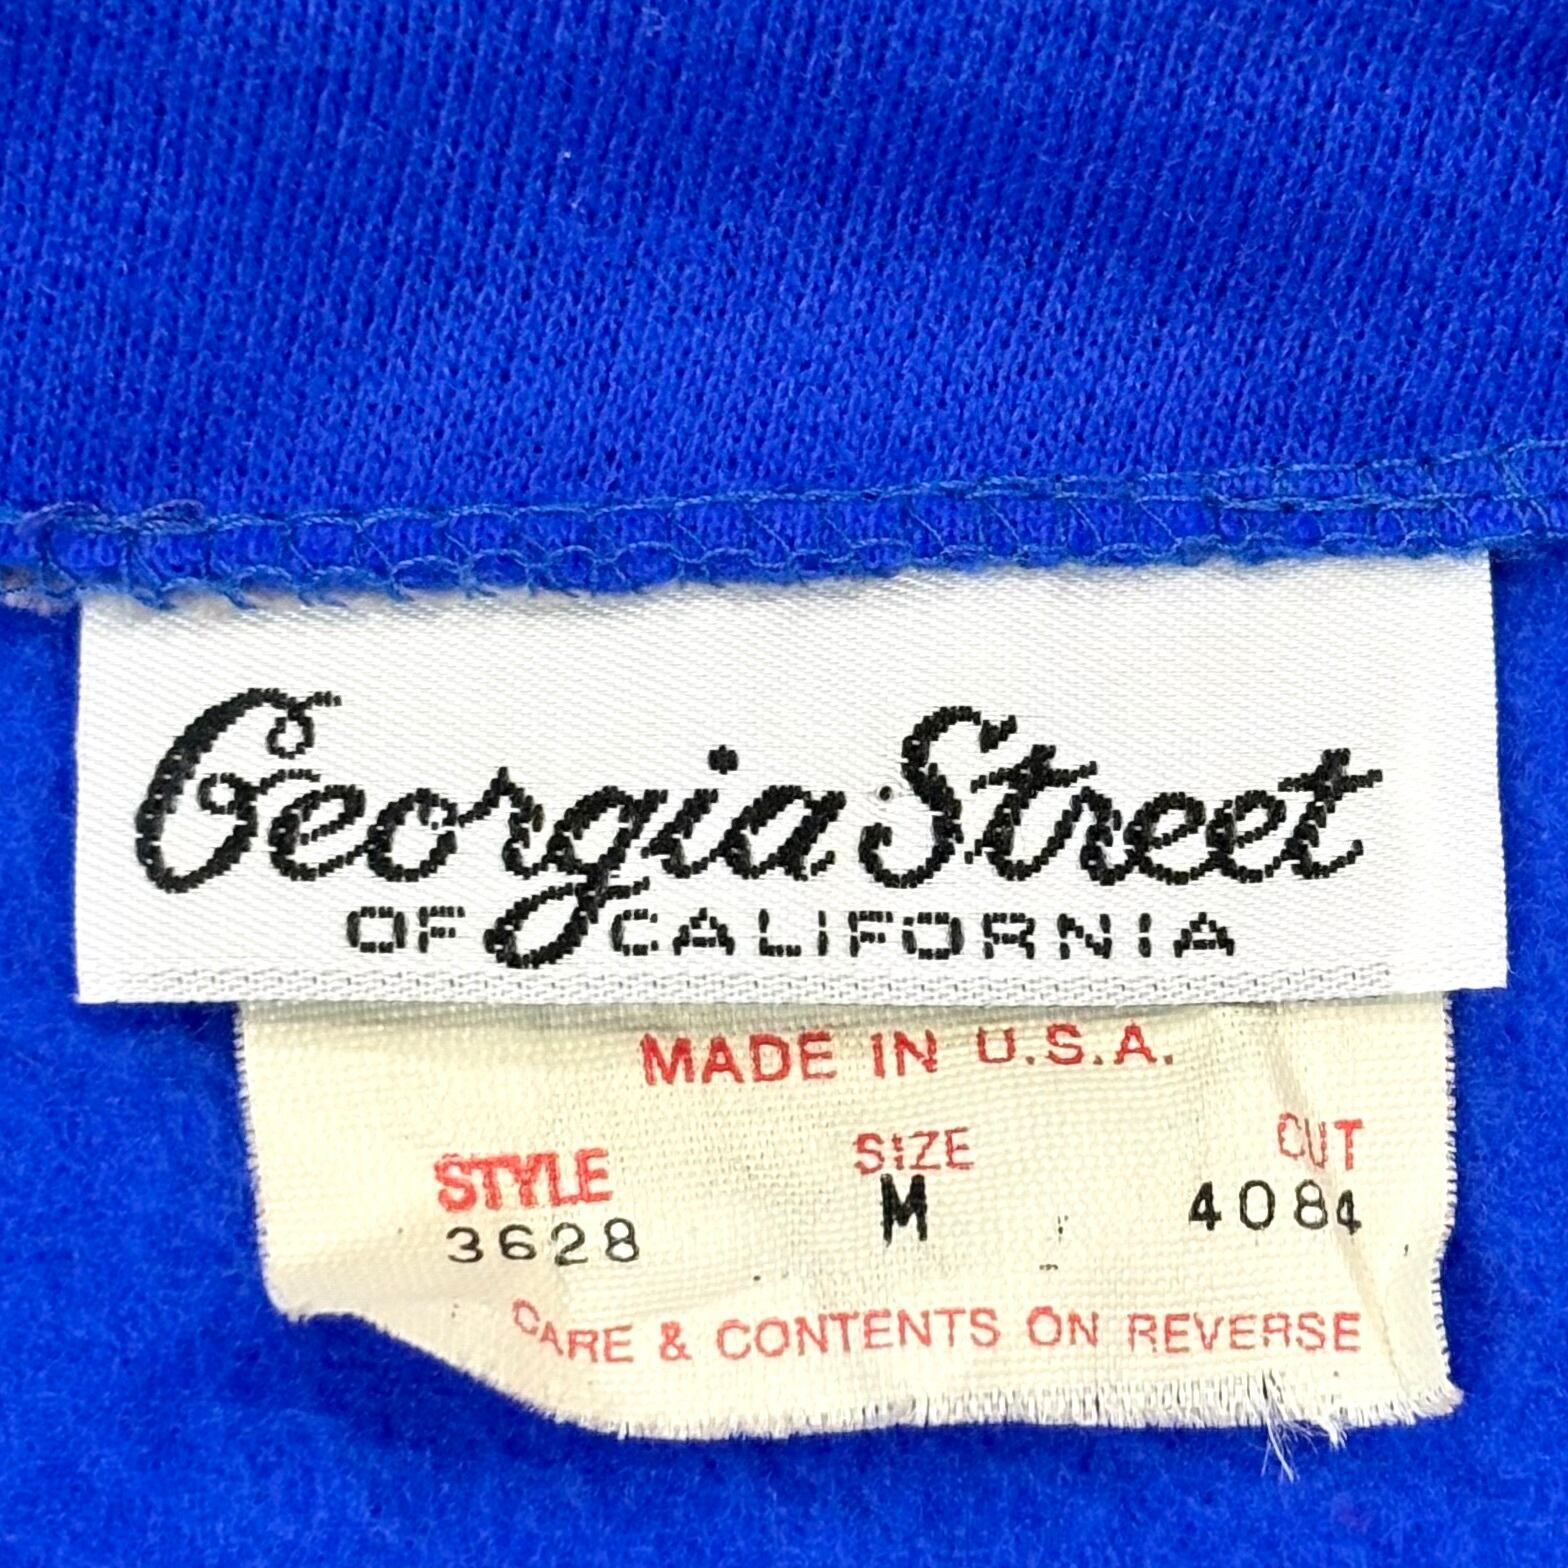 Georgia Street
OF CALIFORNIA
MADE IN U.S.A.
STYLE SIZE CUT
3628 M 4084
CARE & CONTENTS ON REVERSE